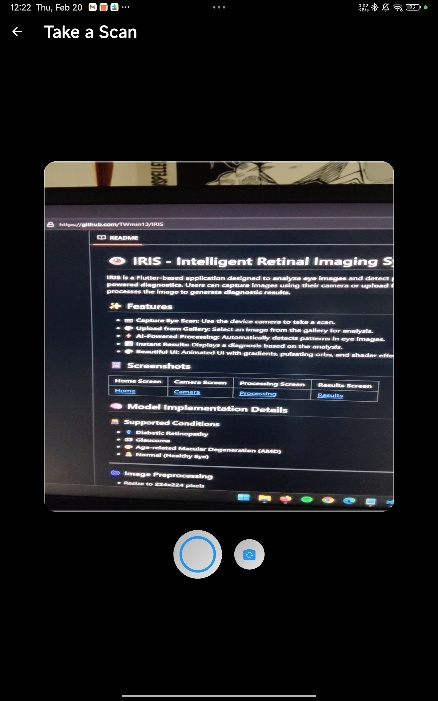 12:22 Thu, Feb 20
Take a Scan
https://github.com/TWmen12/IRIS
README
IRIS - Intelligent Retinal Imaging S
IRIS is a Flutter-based application designed to analyze eye images and detect
powered diagnostics. Users can capture images using their camera or upload
processes the image to generate diagnostic results.
Features
Capture Eye Scan: Use the device camera to take a scan.
Upload from Gallery: Select an image from the gallery for analysis.
AI-Powered Processing: Automatically detects patterns in eye images.
Instant Results: Displays a diagnosis based on the analysis.
Beautiful UI: Animated UI with gradients, pulsating orbs, and shader effe
Screenshots
Home Screen Camera Screen Processing Screen Results Screen
Home Camera Processing Results
Model Implementation Details
Supported Conditions
Diabetic Retinopathy
Glaucoma
Age-related Macular Degeneration (AMD)
Normal (Healthy Eye)
Image Preprocessing
Resize to 224x224 pixels